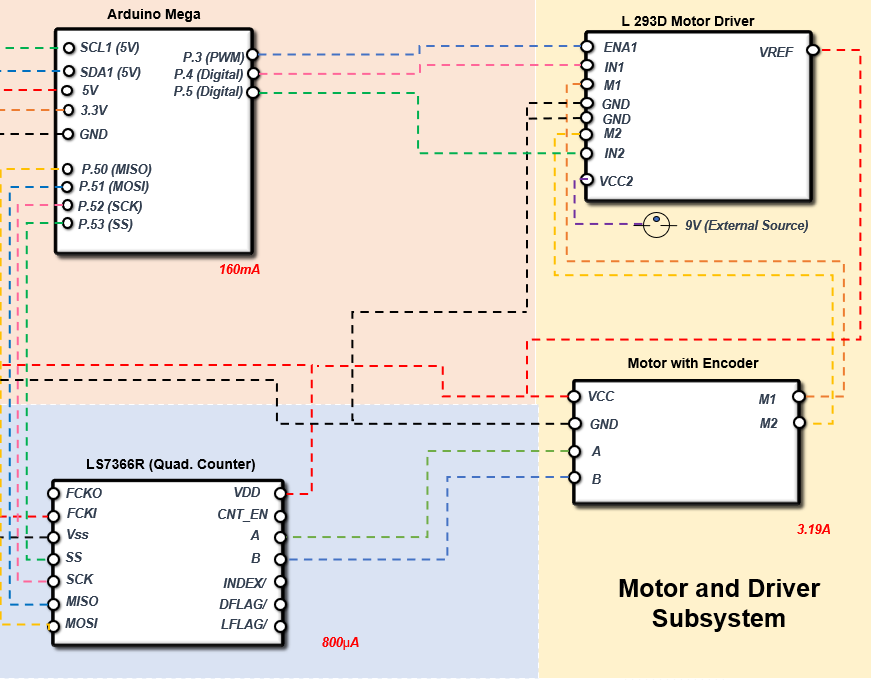 Arduino Mega
SCL1 (5V)
SDA1 (5V)
5V
3.3V
GND
P.50 (MISO)
P.51 (MOSI)
P.52 (SCK)
P.53 (SS)
P.3 (PWM)
P.4 (Digital)
P.5 (Digital)
160mA
L 293D Motor Driver
ENA1
IN1
M1
GND
GND
M2
IN2
VCC2
VREF
9V (External Source)
Motor with Encoder
VCC
GND
A
B
M1
M2
3.19A
LS7366R (Quad. Counter)
FCKO
FCKI
Vss
SS
SCK
MISO
MOSI
VDD
CNT_EN
A
B
INDEX/
DFLAG/
LFLAG/
800µA
Motor and Driver
Subsystem